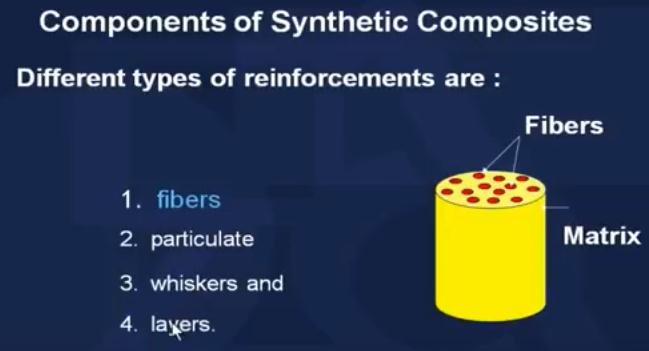 Components of Synthetic Composites
Different types of reinforcements are :
Fibers
1. fibers
2. particulate
Matrix
3. whiskers and
4. layers.